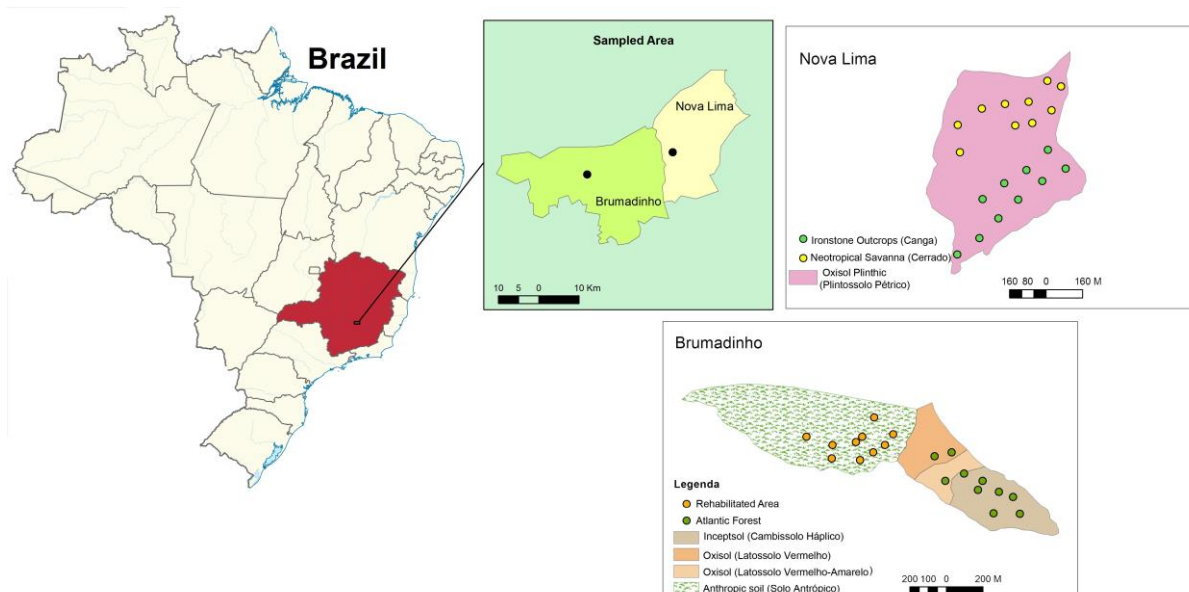 Brazil
Sampled Area
Nova Lima
Brumadinho
10 5 0 10 Km
Nova Lima
Ironstone Outcrops (Canga)
Neotropical Savanna (Cerrado)
Oxisol Plinthic
(Plintossolo Pétrico)
160 80 0 160 M
Brumadinho
Legenda
Rehabilitated Area
Atlantic Forest
Inceptsol (Cambissolo Háplico)
Oxisol (Latossolo Vermelho)
Oxisol (Latossolo Vermelho-Amarelo)
Anthropic soil (Solo Antrópico)
200 100 0 200 M